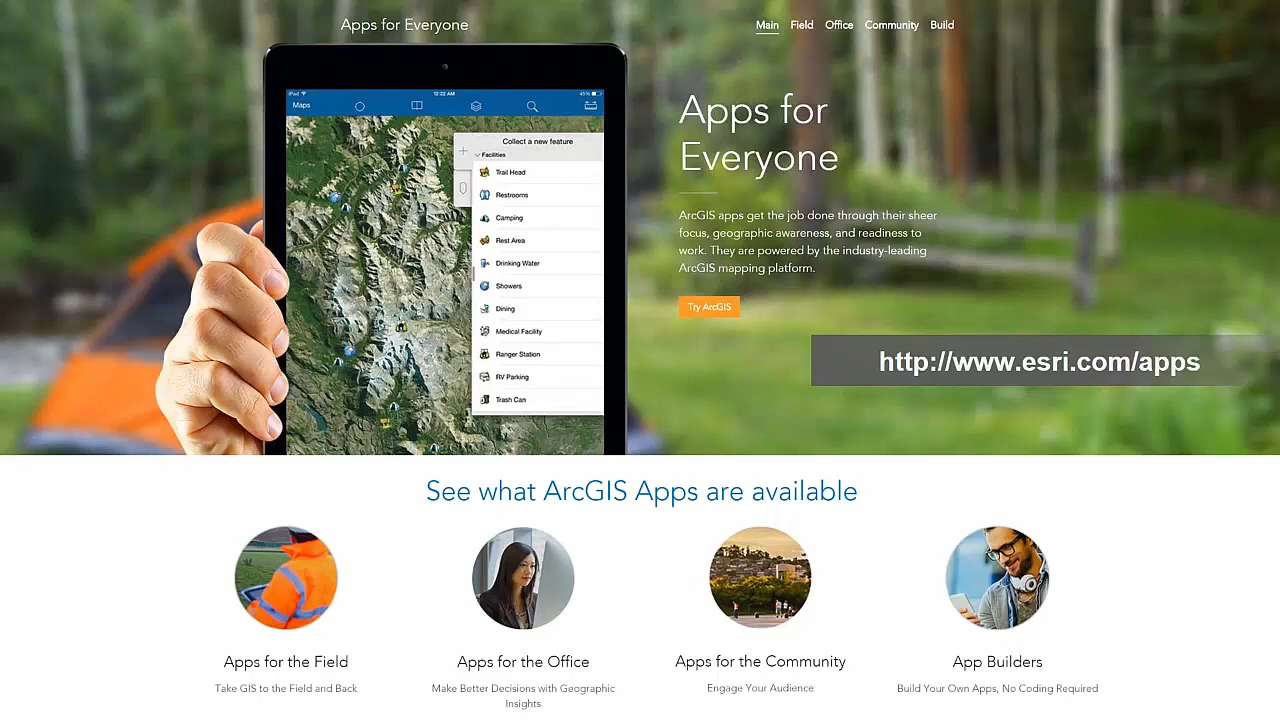 Apps for Everyone
Main Field Office Community Build
iPad 12:22 AM 45%
Maps
Collect a new feature
Facilities
Trail Head
Restrooms
Camping
Rest Area
Drinking Water
Showers
Dining
Medical Facility
Ranger Station
RV Parking
Trash Can
Apps for
Everyone
ArcGIS apps get the job done through their sheer
focus, geographic awareness, and readiness to
work. They are powered by the industry-leading
ArcGIS mapping platform.
Try ArcGIS
http://www.esri.com/apps
See what ArcGIS Apps are available
Apps for the Field
Take GIS to the Field and Back
Apps for the Office
Make Better Decisions with Geographic
Insights
Apps for the Community
Engage Your Audience
App Builders
Build Your Own Apps, No Coding Required